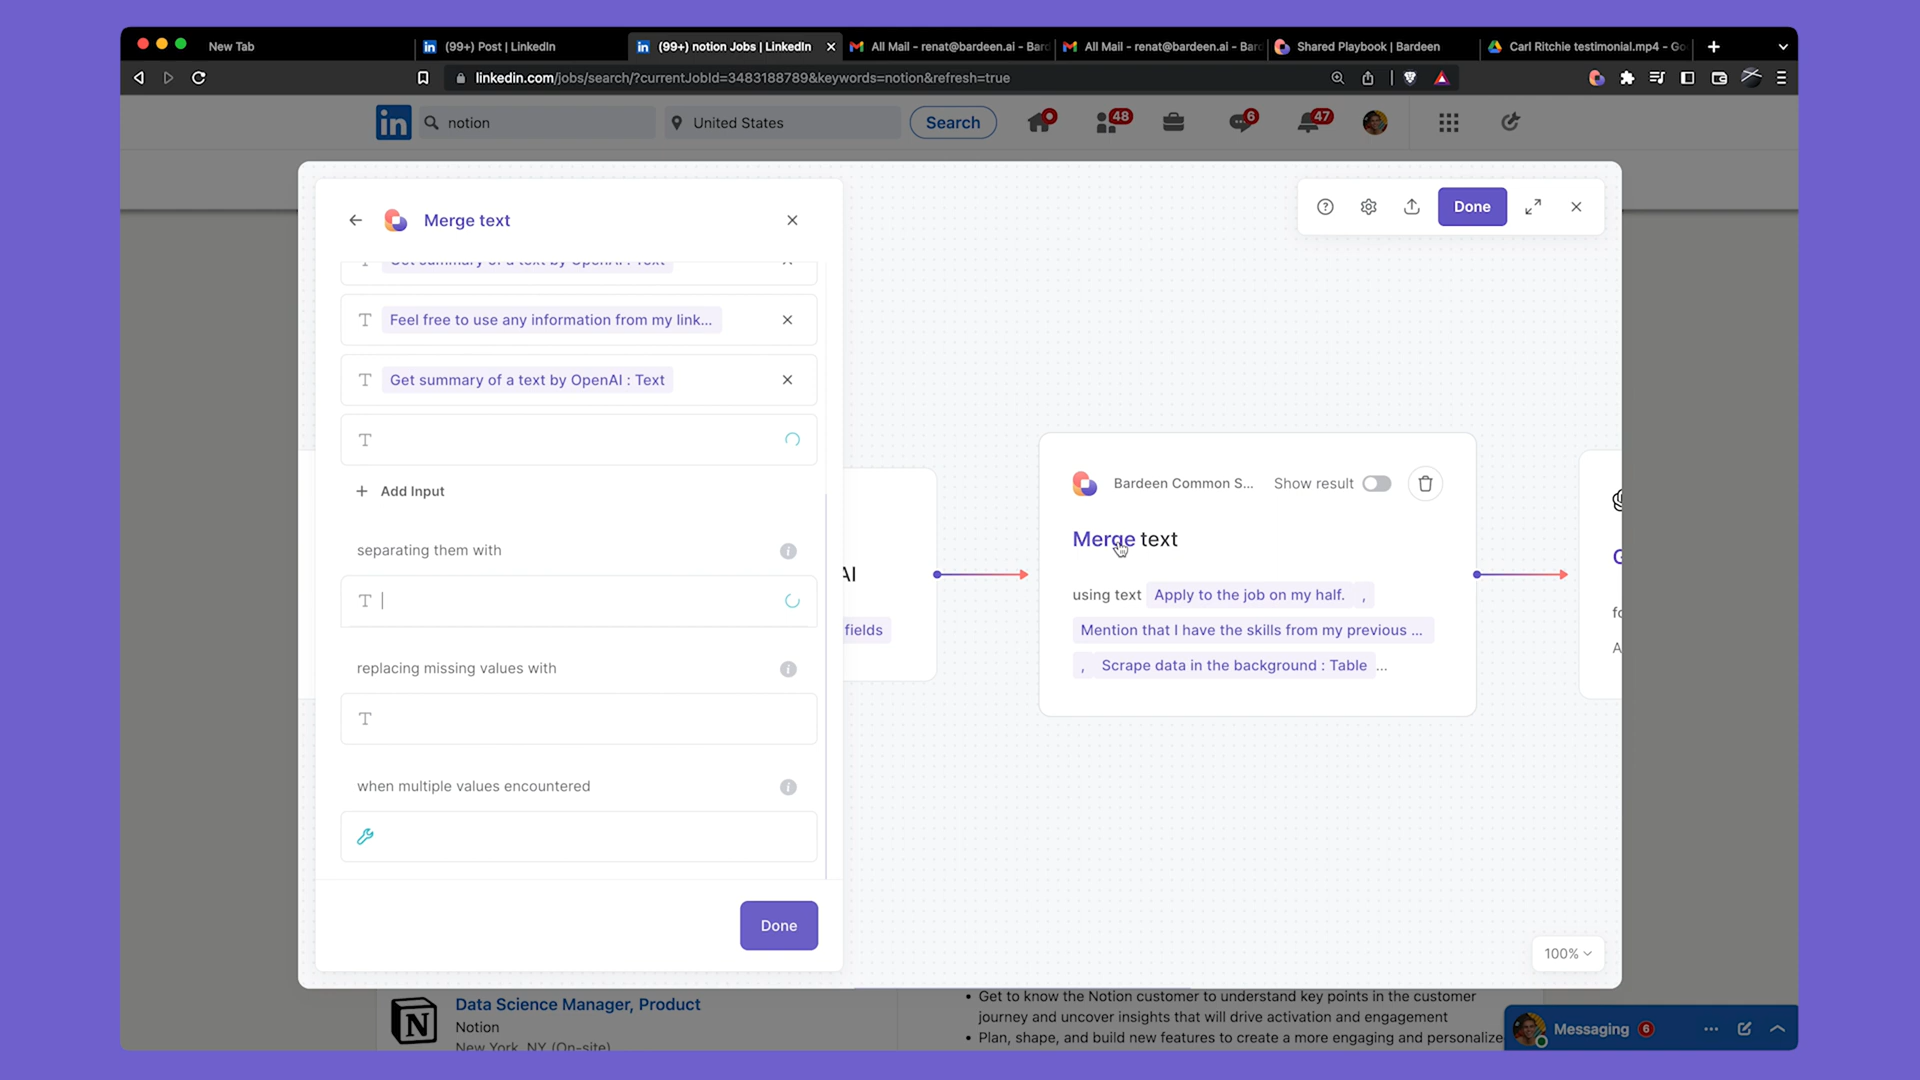 New Tab
(99+) Post | LinkedIn
(99+) notion Jobs | LinkedIn
All Mail - renat@bardeen.ai - Bar
All Mail - renat@bardeen.ai - Bar
Shared Playbook | Bardeen
Carl Ritchie testimonial.mp4 - Go
linkedin.com/jobs/search/?currentJobId=3483188789&keywords=notion&refresh=true
in
notion
United States
Search
48
6
47
Merge text
Done
Get summary of a text by OpenAI : Text
Feel free to use any information from my link...
Get summary of a text by OpenAI : Text
Add Input
separating them with
replacing missing values with
when multiple values encountered
Done
AI
fields
Bardeen Common S...
Show result
Merge text
using text Apply to the job on my half. ,
Mention that I have the skills from my previous ...
, Scrape data in the background : Table ...
100%
Data Science Manager, Product
Notion
New York, NY (On-site)
Get to know the Notion customer to understand key points in the customer
journey and uncover insights that will drive activation and engagement
Plan, shape, and build new features to create a more engaging and personalize
Messaging 6